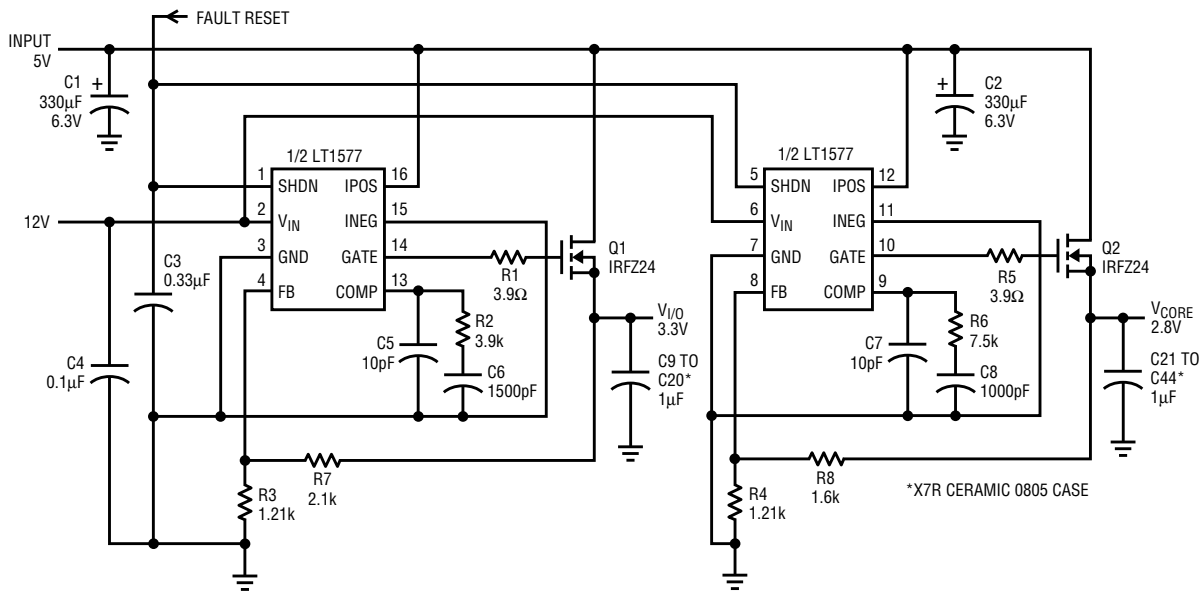 FAULT RESET
INPUT
5V
C1
+
330µF
6.3V
+
C2
330µF
6.3V
1/2 LT1577
1
SHDN
IPOS
16
2
VIN
INEG
15
3
GND
GATE
14
4
FB
COMP
13
12V
C3
0.33µF
C4
0.1µF
R1
3.9Ω
Q1
IRFZ24
R2
3.9k
C5
10pF
C6
1500pF
VI/O
3.3V
C9 TO
C20*
1µF
R7
2.1k
R3
1.21k
1/2 LT1577
5
SHDN
IPOS
12
6
VIN
INEG
11
7
GND
GATE
10
8
FB
COMP
9
R5
3.9Ω
Q2
IRFZ24
R6
7.5k
C7
10pF
C8
1000pF
VCORE
2.8V
C21 TO
C44*
1µF
R8
1.6k
R4
1.21k
*X7R CERAMIC 0805 CASE